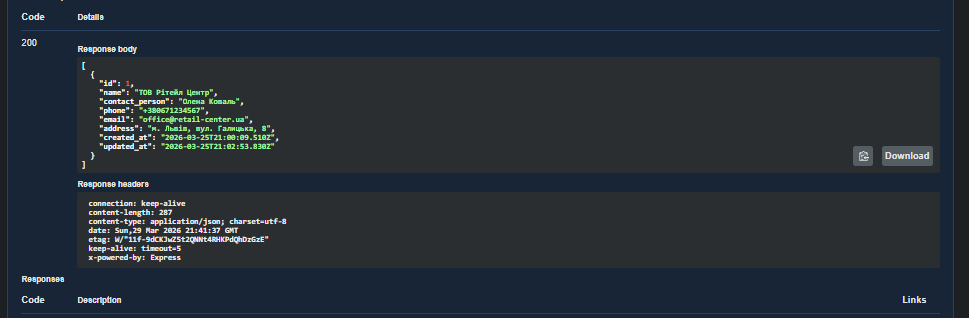 Code Details
200
Response body
[
{
"id": 1,
"name": "ТОВ Рітейл Центр",
"contact_person": "Олена Коваль",
"phone": "+380671234567",
"email": "office@retail-center.ua",
"address": "м. Львів, вул. Галицька, 8",
"created_at": "2026-03-25T21:00:09.510Z",
"updated_at": "2026-03-25T21:02:53.830Z"
}
]
Download
Response headers
connection: keep-alive
content-length: 287
content-type: application/json; charset=utf-8
date: Sun,29 Mar 2026 21:41:37 GMT
etag: W/"11f-9dCKJwZ5t2QNNt4RHKPdQhDzGzE"
keep-alive: timeout=5
x-powered-by: Express
Responses
Code Description Links